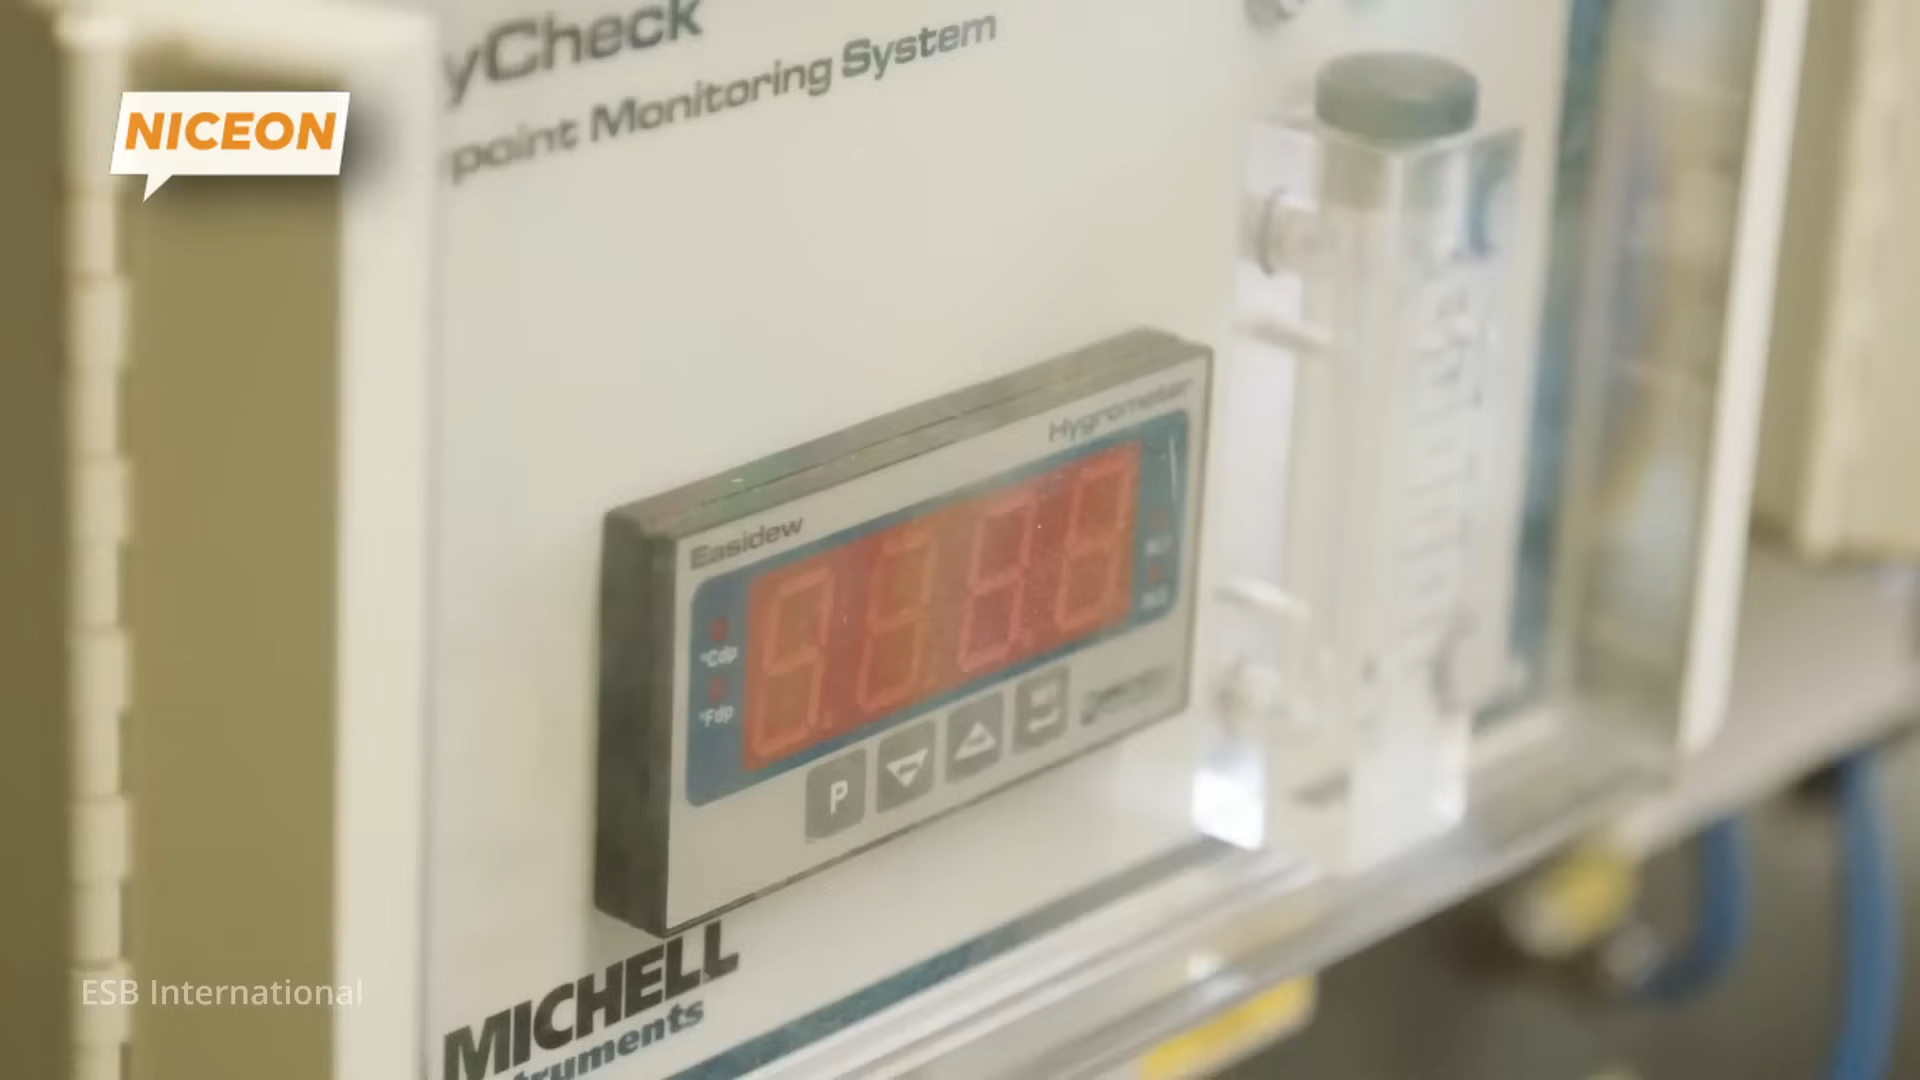 yCheck
point Monitoring System
NICEON
Hygrometer
Easidew
°Cdp
°Fdp
P
MICHELL
truments
ESB International